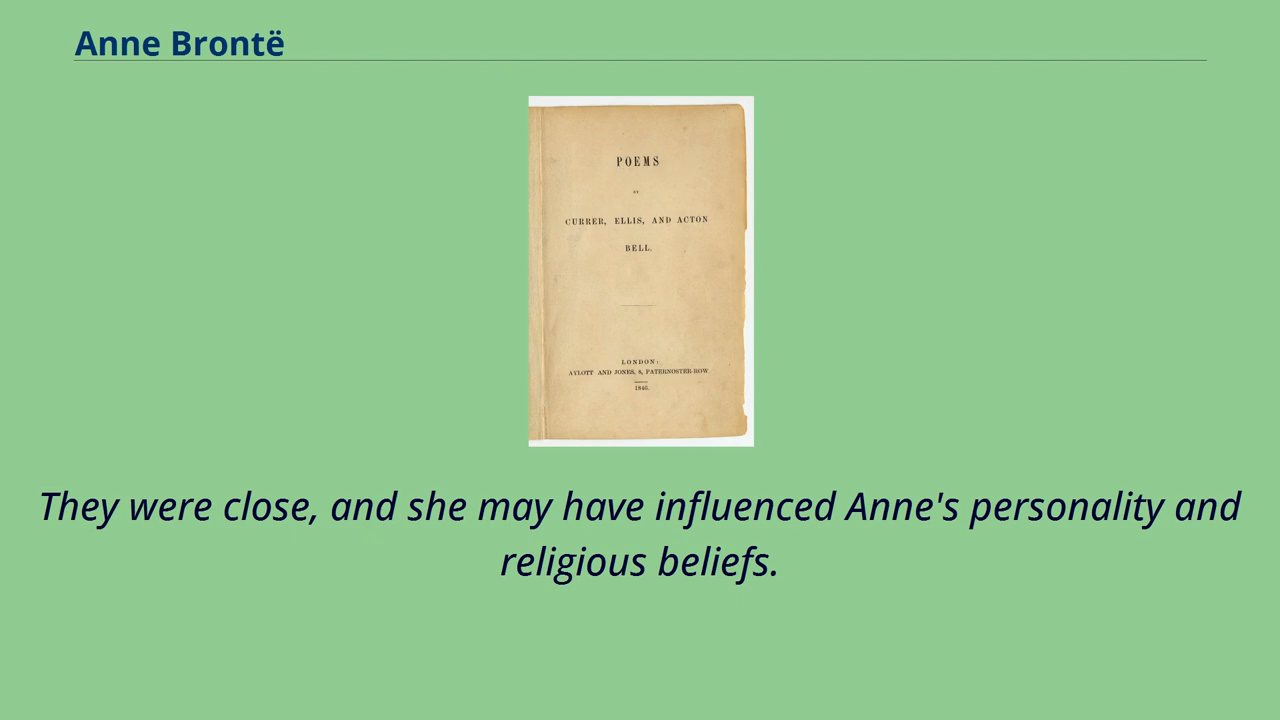 Anne Brontë
POEMS
BY
CURRER, ELLIS, AND ACTON
BELL.
LONDON:
AYLOTT AND JONES, 8, PATERNOSTER-ROW.
1846.
They were close, and she may have influenced Anne's personality and
religious beliefs.